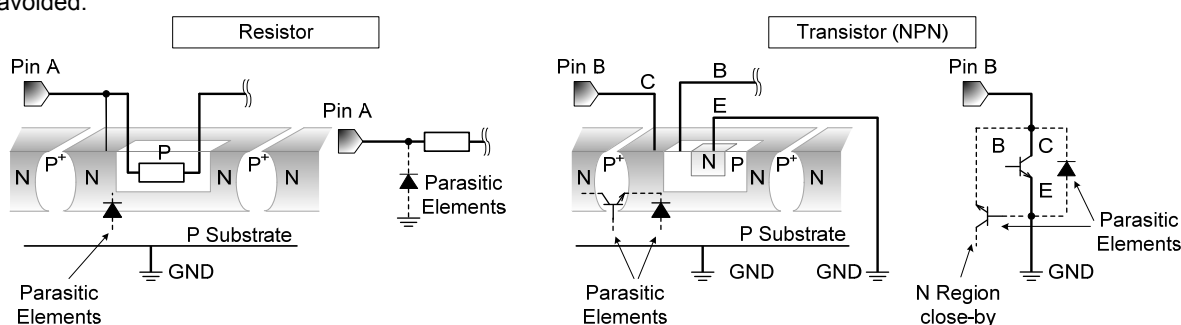 avoided.
Resistor
Transistor (NPN)
Pin A
Pin A
Pin B
C
B
E
Pin B
N
P+
N
P
N
P+
N
Parasitic
Elements
P Substrate
GND
Parasitic
Elements
N
P+
N
N
P
N
P+
N
P Substrate
GND
GND
Parasitic
Elements
B
C
E
Parasitic
Elements
GND
N Region
close-by